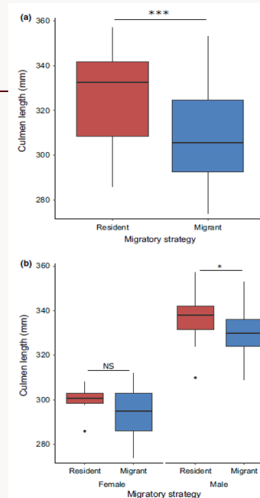 (a)
***
360
340
320
300
280
Culmen length (mm)
Resident Migrant
Migratory strategy
(b)
360
340
320
300
280
Culmen length (mm)
NS
*
Resident Migrant Resident Migrant
Female Male
Migratory strategy